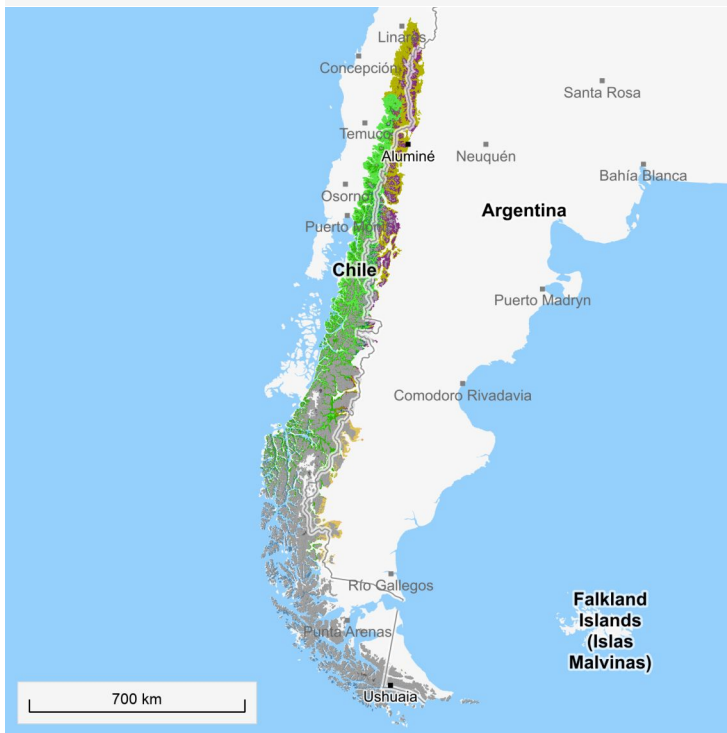 Linares
Concepción
Santa Rosa
Temuco
Aluminé
Neuquén
Bahía Blanca
Osorno
Argentina
Puerto Montt
Chile
Puerto Madryn
Comodoro Rivadavia
Río Gallegos
Falkland
Islands
(Islas
Malvinas)
Punta Arenas
700 km
Ushuaia